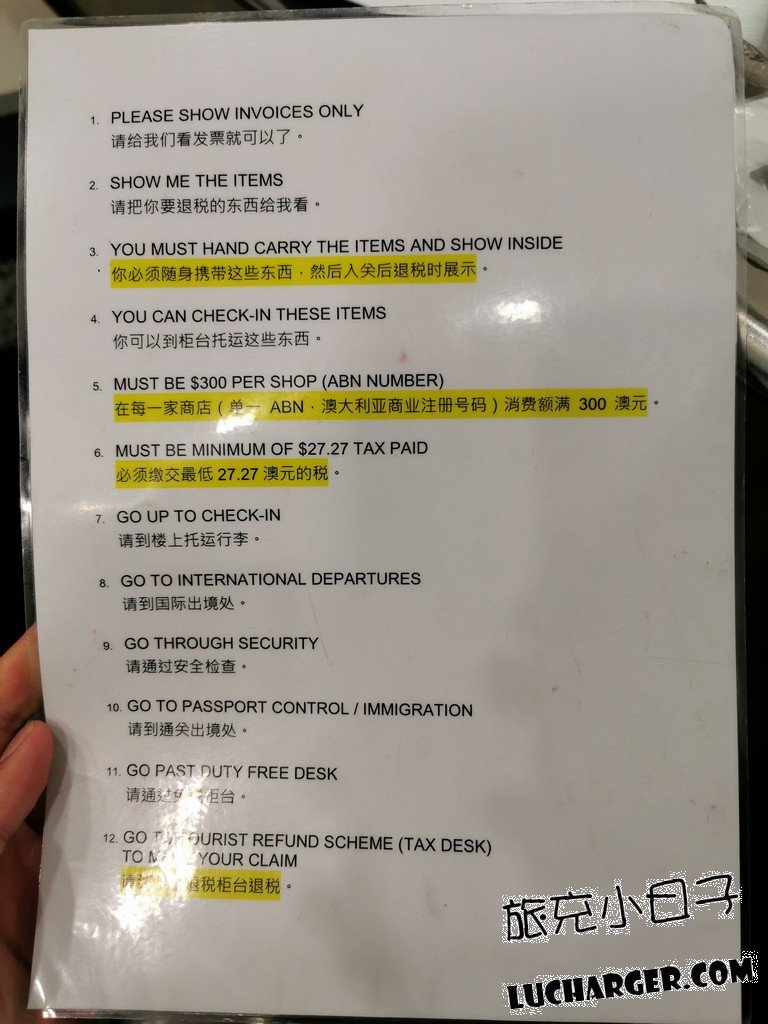 1. PLEASE SHOW INVOICES ONLY
请给我们看发票就可以了。
2. SHOW ME THE ITEMS
请把你要退税的东西给我看。
3. YOU MUST HAND CARRY THE ITEMS AND SHOW INSIDE
你必须随身携带这些东西，然后入关后退税时展示。
4. YOU CAN CHECK-IN THESE ITEMS
你可以到柜台托运这些东西。
5. MUST BE $300 PER SHOP (ABN NUMBER)
在每一家商店（单一 ABN，澳大利亚商业注册号码）消费额满 300 澳元。
6. MUST BE MINIMUM OF $27.27 TAX PAID
必须缴交最低 27.27 澳元的税。
7. GO UP TO CHECK-IN
请到楼上托运行李。
8. GO TO INTERNATIONAL DEPARTURES
请到国际出境处。
9. GO THROUGH SECURITY
请通过安全检查。
10. GO TO PASSPORT CONTROL / IMMIGRATION
请到通关出境处。
11. GO PAST DUTY FREE DESK
请通过柜台。
12. GO TOURIST REFUND SCHEME (TAX DESK)
TO YOUR CLAIM
请退税柜台退税。
旅充小日子
LUCHARGER.COM